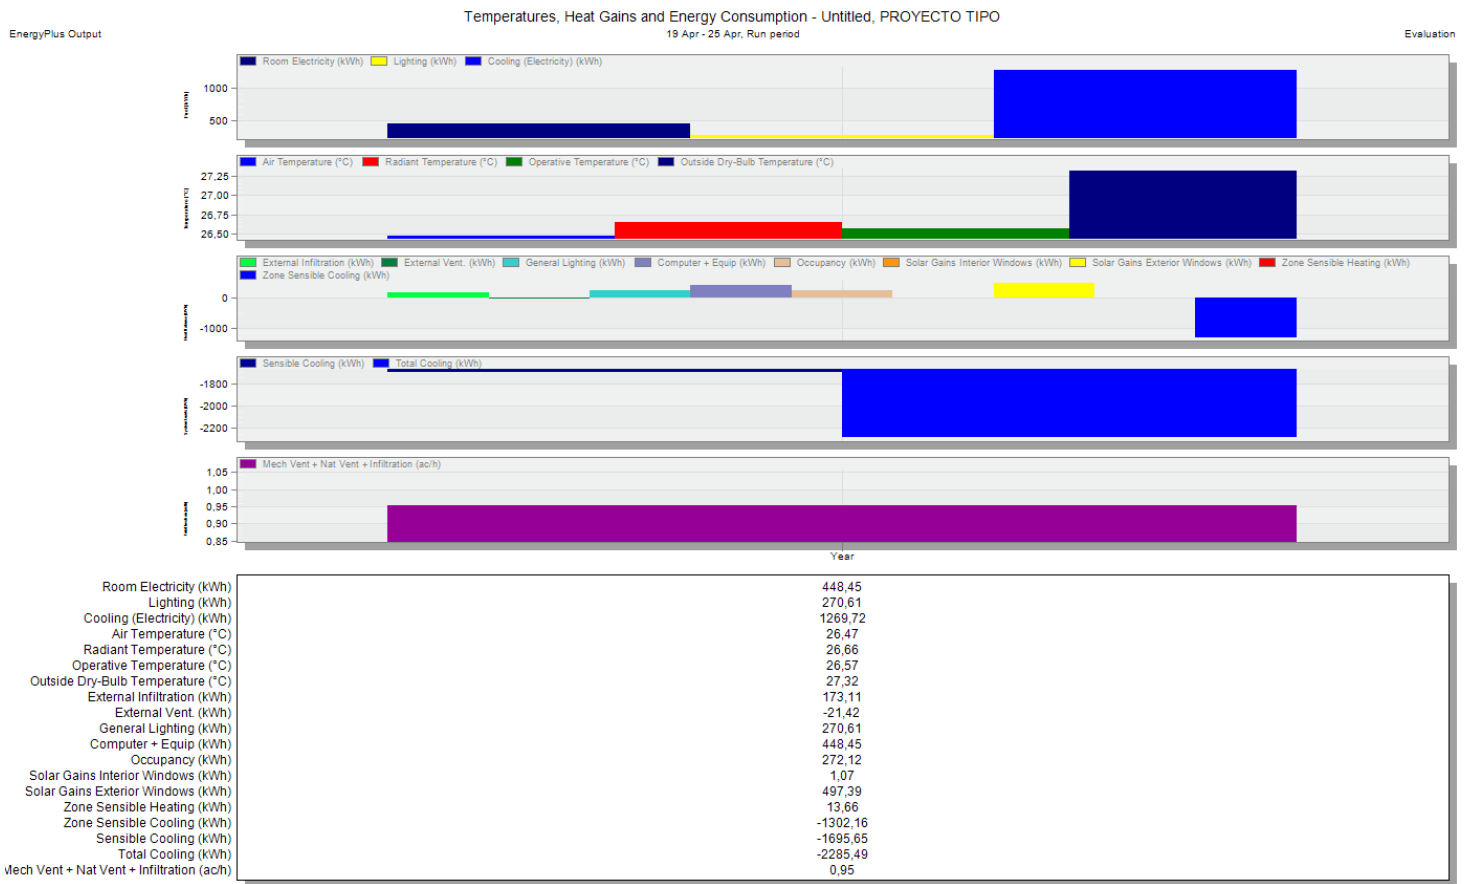 Temperatures, Heat Gains and Energy Consumption - Untitled, PROYECTO TIPO
EnergyPlus Output
19 Apr - 25 Apr, Run period
Evaluation
Room Electricity (kWh) Lighting (kWh) Cooling (Electricity) (kWh)
1000
500
Air Temperature (°C) Radiant Temperature (°C) Operative Temperature (°C) Outside Dry-Bulb Temperature (°C)
27,25
27,00
26,75
26,50
External Infiltration (kWh) External Vent. (kWh) General Lighting (kWh) Computer + Equip (kWh) Occupancy (kWh) Solar Gains Interior Windows (kWh) Solar Gains Exterior Windows (kWh) Zone Sensible Heating (kWh)
Zone Sensible Cooling (kWh)
0
-1000
Sensible Cooling (kWh) Total Cooling (kWh)
-1800
-2000
-2200
Mech Vent + Nat Vent + Infiltration (ac/h)
1,05
1,00
0,95
0,90
0,85
Year
Room Electricity (kWh) 448,45
Lighting (kWh) 270,61
Cooling (Electricity) (kWh) 1269,72
Air Temperature (°C) 26,47
Radiant Temperature (°C) 26,66
Operative Temperature (°C) 26,57
Outside Dry-Bulb Temperature (°C) 27,32
External Infiltration (kWh) 173,11
External Vent. (kWh) -21,42
General Lighting (kWh) 270,61
Computer + Equip (kWh) 448,45
Occupancy (kWh) 272,12
Solar Gains Interior Windows (kWh) 1,07
Solar Gains Exterior Windows (kWh) 497,39
Zone Sensible Heating (kWh) 13,66
Zone Sensible Cooling (kWh) -1302,16
Sensible Cooling (kWh) -1695,65
Total Cooling (kWh) -2285,49
Mech Vent + Nat Vent + Infiltration (ac/h) 0,95